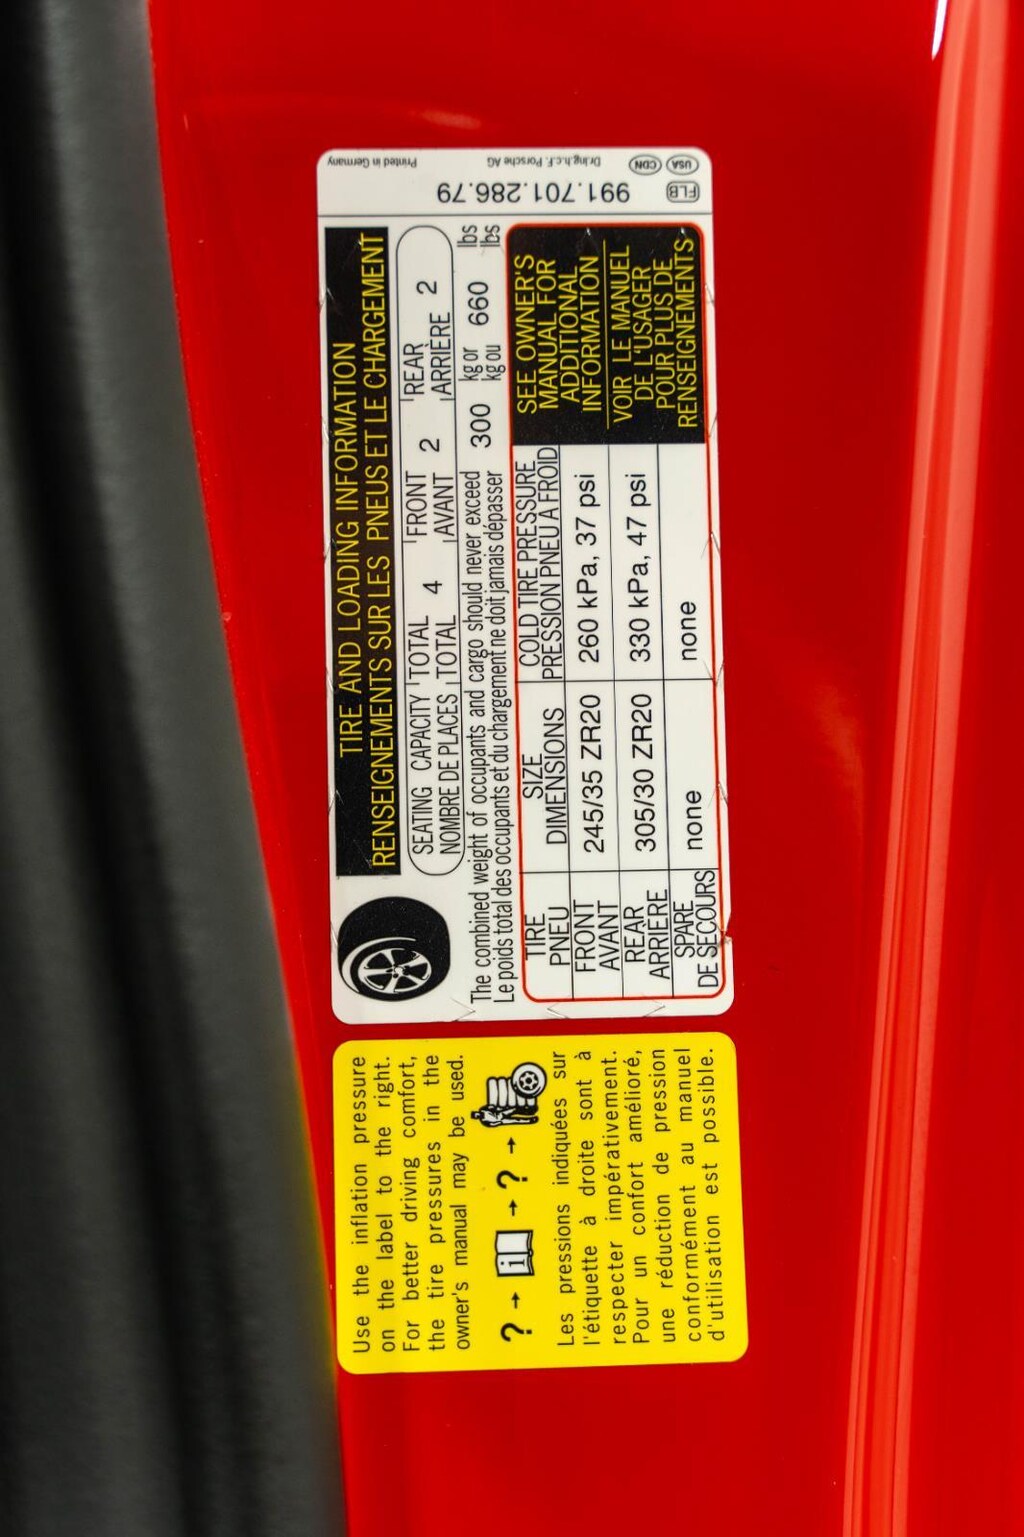 TIRE AND LOADING INFORMATION
RENSEIGNEMENTS SUR LES PNEUS ET LE CHARGEMENT
SEATING CAPACITY TOTAL 4 FRONT 2 REAR 2
NOMBRE DE PLACES TOTAL AVANT ARRIÈRE
The combined weight of occupants and cargo should never exceed 300 kg or 660 lbs
Le poids total des occupants et du chargement ne doit jamais dépasser kg ou lbs
TIRE SIZE COLD TIRE PRESSURE
PNEU DIMENSIONS PRESSION PNEU A FROID
FRONT 245/35 ZR20 260 kPa, 37 psi
AVANT
REAR 305/30 ZR20 330 kPa, 47 psi
ARRIÈRE
SPARE none none
DE SECOURS
SEE OWNER'S
MANUAL FOR
ADDITIONAL
INFORMATION
VOIR LE MANUEL
DE L'USAGER
POUR PLUS DE
RENSEIGNEMENTS
FLB 991.701.286.79
USA CDN Dr.Ing.h.c.F. Porsche AG Printed in Germany
Use the inflation pressure
on the label to the right.
For better driving comfort,
the tire pressures in the
owner's manual may be used.
? → i → ? →
Les pressions indiquées sur
l'étiquette à droite sont à
respecter impérativement.
Pour un confort amélioré,
une réduction de pression
conformément au manuel
d'utilisation est possible.